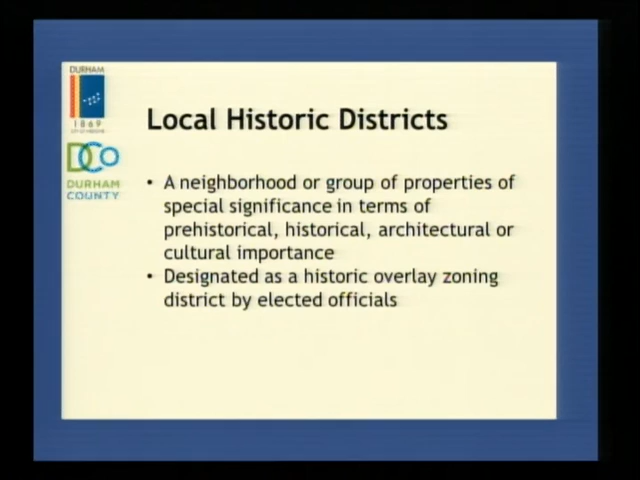 DURHAM
1869
DCo
DURHAM
COUNTY
Local Historic Districts
• A neighborhood or group of properties of
special significance in terms of
prehistorical, historical, architectural or
cultural importance
• Designated as a historic overlay zoning
district by elected officials